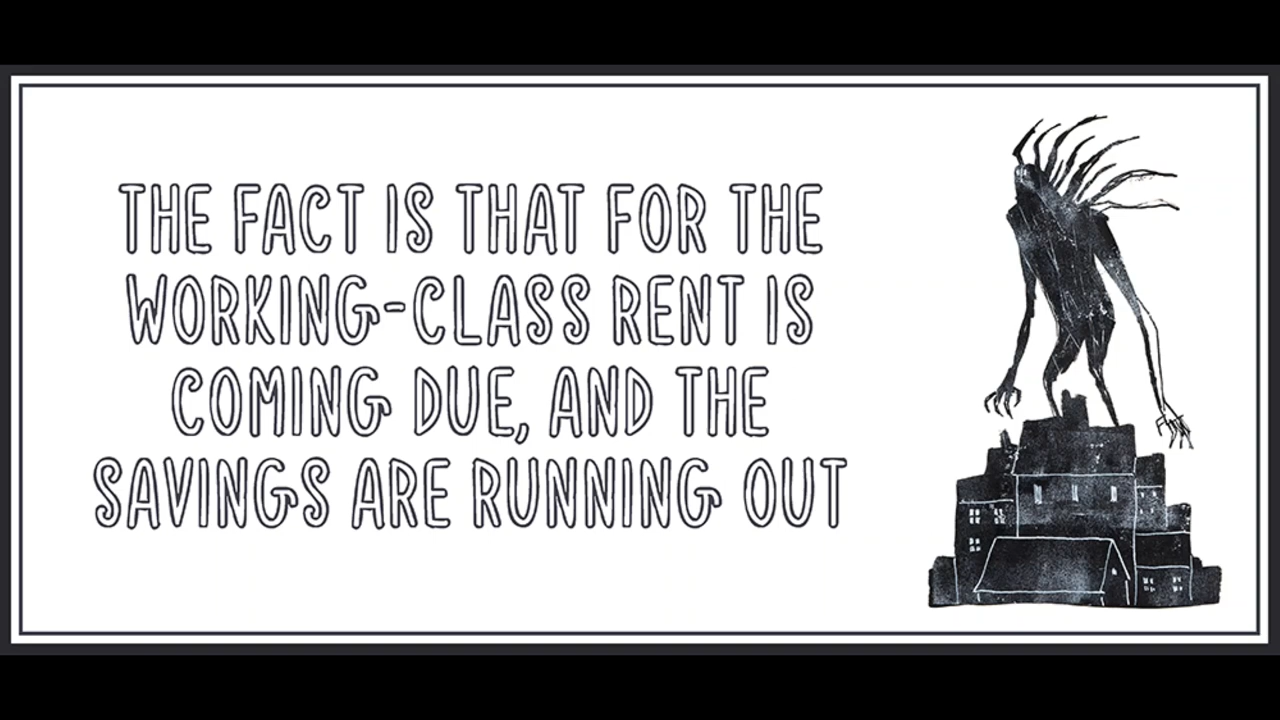 THE FACT IS THAT FOR THE
WORKING-CLASS RENT IS
COMING DUE, AND THE
SAVINGS ARE RUNNING OUT